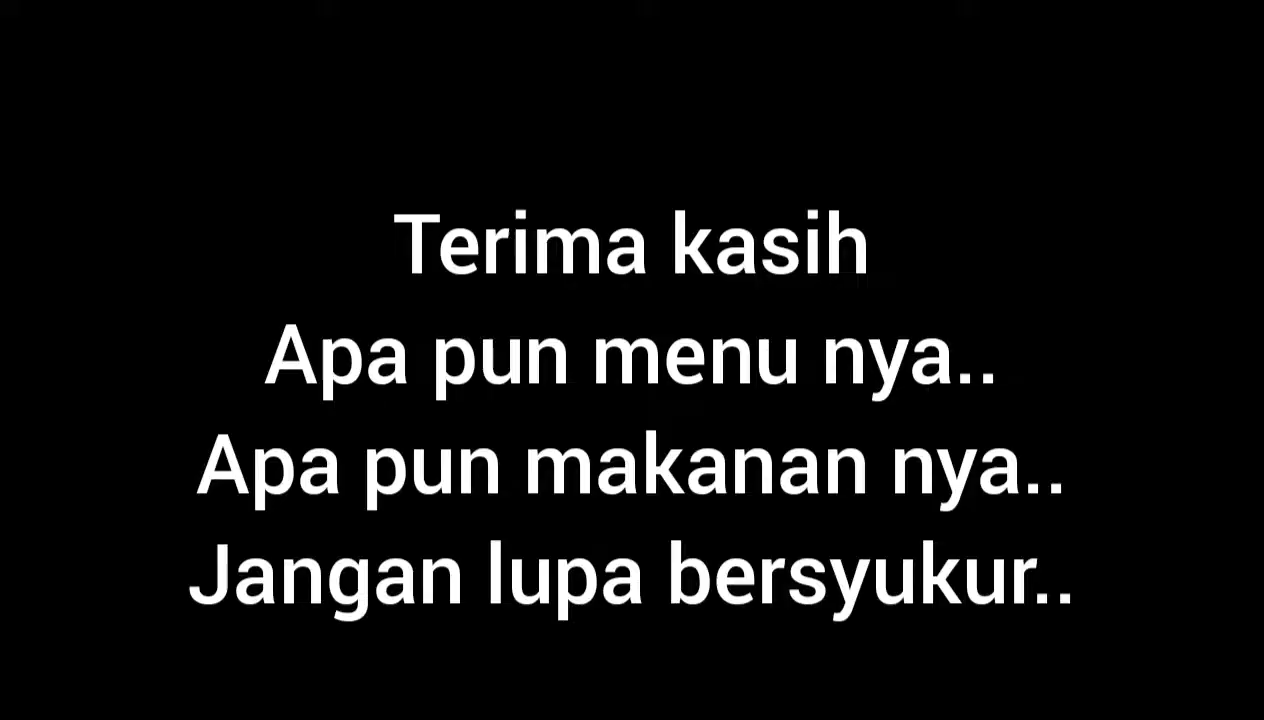 Terima kasih
Apa pun menu nya..
Apa pun makanan nya..
Jangan lupa bersyukur..